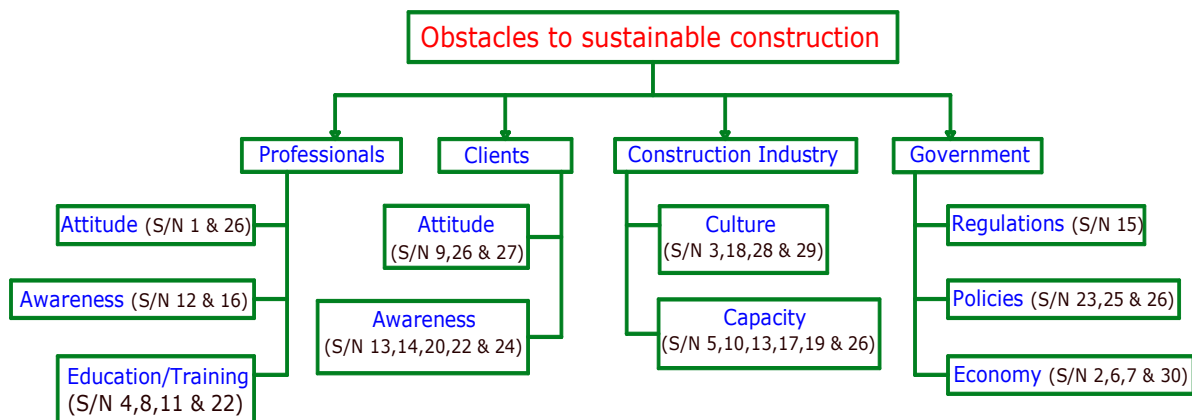 Obstacles to sustainable construction
Professionals
Clients
Construction Industry
Government
Attitude (S/N 1 & 26)
Awareness (S/N 12 & 16)
Education/Training
(S/N 4,8,11 & 22)
Attitude
(S/N 9,26 & 27)
Awareness
(S/N 13,14,20,22 & 24)
Culture
(S/N 3,18,28 & 29)
Capacity
(S/N 5,10,13,17,19 & 26)
Regulations (S/N 15)
Policies (S/N 23,25 & 26)
Economy (S/N 2,6,7 & 30)